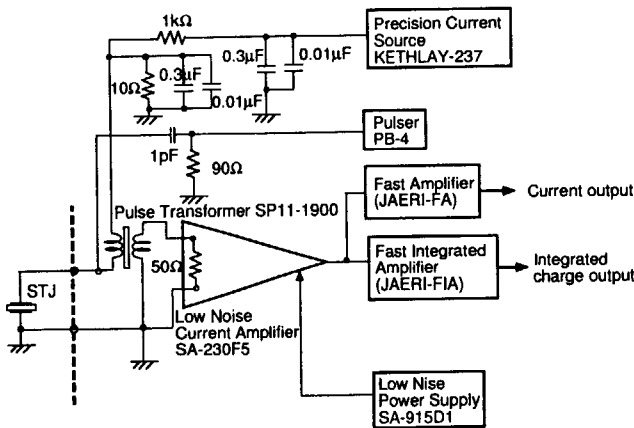 1kΩ
Precision Current
Source
KETHLAY-237
0.3μF
0.01μF
10Ω
0.3μF
0.01μF
Pulser
PB-4
1pF
90Ω
Fast Amplifier
(JAERI-FA)
Current output
Pulse Transformer SP11-1900
Fast Integrated
Amplifier
(JAERI-FIA)
Integrated
charge output
50Ω
STJ
Low Noise
Current Amplifier
SA-230F5
Low Nise
Power Supply
SA-915D1